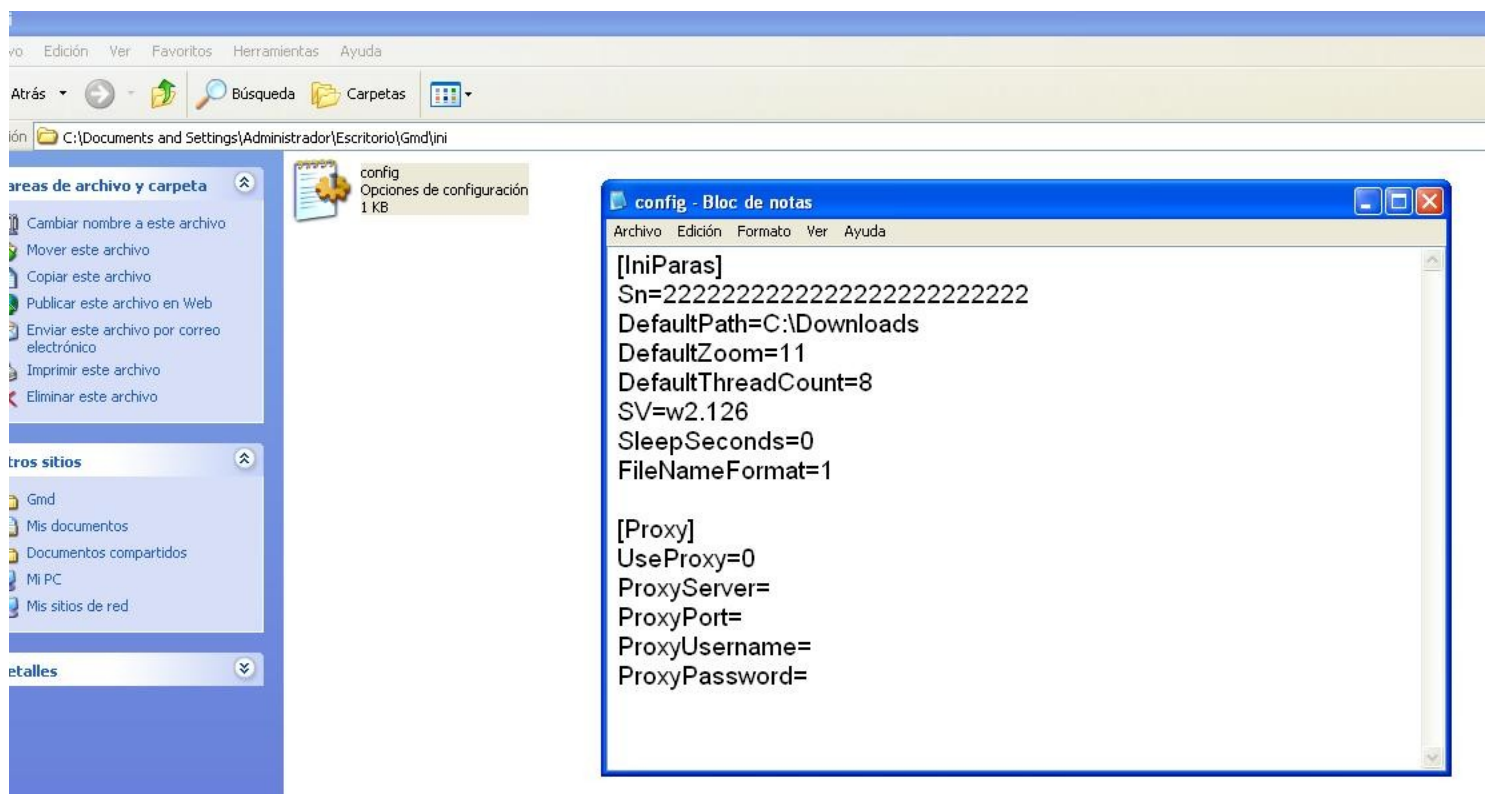 Edición Ver Favoritos Herramientas Ayuda
Atrás Búsqueda Carpetas
C:\Documents and Settings\Administrador\Escritorio\Gmd\ini
areas de archivo y carpeta
Cambiar nombre a este archivo
Mover este archivo
Copiar este archivo
Publicar este archivo en Web
Enviar este archivo por correo
electrónico
Imprimir este archivo
Eliminar este archivo
tros sitios
Gmd
Mis documentos
Documentos compartidos
Mi PC
Mis sitios de red
etalles
config
Opciones de configuración
1 KB
config - Bloc de notas
Archivo Edición Formato Ver Ayuda
[IniParas]
Sn=2222222222222222222222222
DefaultPath=C:\Downloads
DefaultZoom=11
DefaultThreadCount=8
SV=w2.126
SleepSeconds=0
FileNameFormat=1
[Proxy]
UseProxy=0
ProxyServer=
ProxyPort=
ProxyUsername=
ProxyPassword=